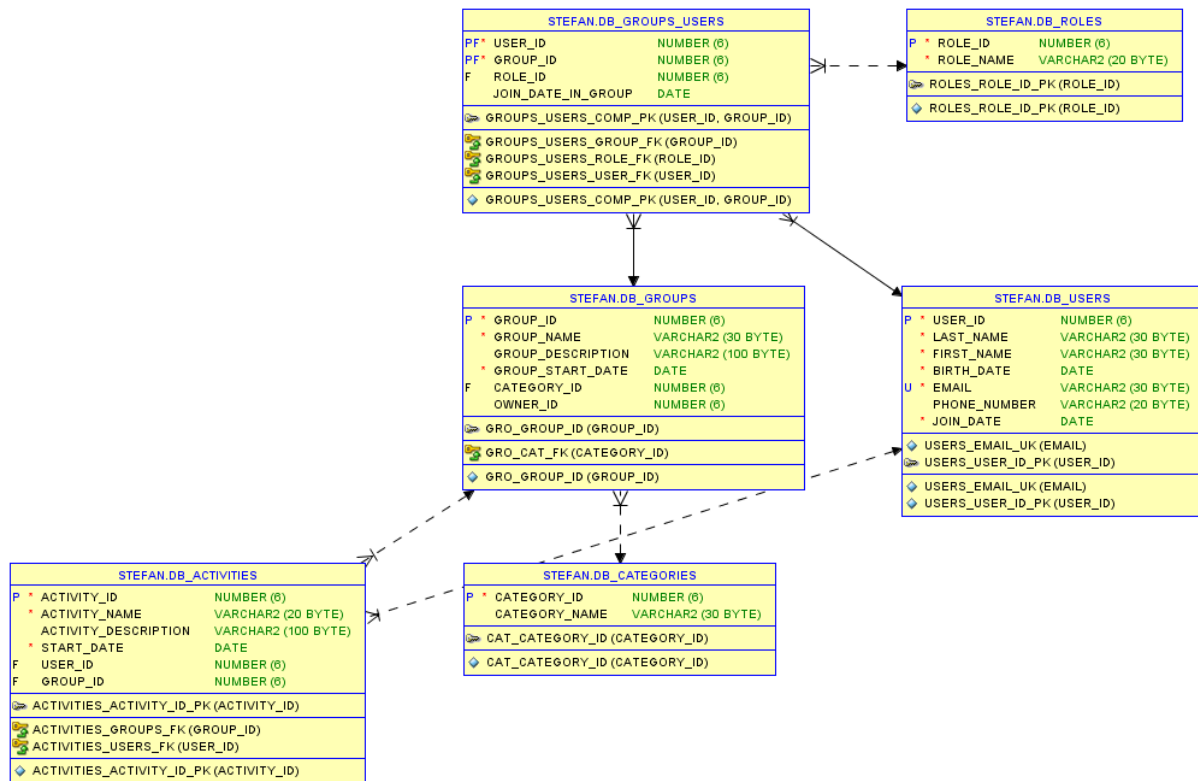 STEFAN.DB_GROUPS_USERS
PF* USER_ID NUMBER (6)
PF* GROUP_ID NUMBER (6)
F ROLE_ID NUMBER (6)
JOIN_DATE_IN_GROUP DATE
GROUPS_USERS_COMP_PK (USER_ID, GROUP_ID)
GROUPS_USERS_GROUP_FK (GROUP_ID)
GROUPS_USERS_ROLE_FK (ROLE_ID)
GROUPS_USERS_USER_FK (USER_ID)
GROUPS_USERS_COMP_PK (USER_ID, GROUP_ID)
STEFAN.DB_ROLES
P * ROLE_ID NUMBER (6)
* ROLE_NAME VARCHAR2 (20 BYTE)
ROLES_ROLE_ID_PK (ROLE_ID)
ROLES_ROLE_ID_PK (ROLE_ID)
STEFAN.DB_GROUPS
P * GROUP_ID NUMBER (6)
* GROUP_NAME VARCHAR2 (30 BYTE)
GROUP_DESCRIPTION VARCHAR2 (100 BYTE)
* GROUP_START_DATE DATE
F CATEGORY_ID NUMBER (6)
OWNER_ID NUMBER (6)
GRO_GROUP_ID (GROUP_ID)
GRO_CAT_FK (CATEGORY_ID)
GRO_GROUP_ID (GROUP_ID)
STEFAN.DB_USERS
P * USER_ID NUMBER (6)
* LAST_NAME VARCHAR2 (30 BYTE)
* FIRST_NAME VARCHAR2 (30 BYTE)
* BIRTH_DATE DATE
U * EMAIL VARCHAR2 (30 BYTE)
PHONE_NUMBER VARCHAR2 (20 BYTE)
* JOIN_DATE DATE
USERS_EMAIL_UK (EMAIL)
USERS_USER_ID_PK (USER_ID)
USERS_EMAIL_UK (EMAIL)
USERS_USER_ID_PK (USER_ID)
STEFAN.DB_ACTIVITIES
P * ACTIVITY_ID NUMBER (6)
* ACTIVITY_NAME VARCHAR2 (20 BYTE)
ACTIVITY_DESCRIPTION VARCHAR2 (100 BYTE)
* START_DATE DATE
F USER_ID NUMBER (6)
F GROUP_ID NUMBER (6)
ACTIVITIES_ACTIVITY_ID_PK (ACTIVITY_ID)
ACTIVITIES_GROUPS_FK (GROUP_ID)
ACTIVITIES_USERS_FK (USER_ID)
ACTIVITIES_ACTIVITY_ID_PK (ACTIVITY_ID)
STEFAN.DB_CATEGORIES
P * CATEGORY_ID NUMBER (6)
CATEGORY_NAME VARCHAR2 (30 BYTE)
CAT_CATEGORY_ID (CATEGORY_ID)
CAT_CATEGORY_ID (CATEGORY_ID)